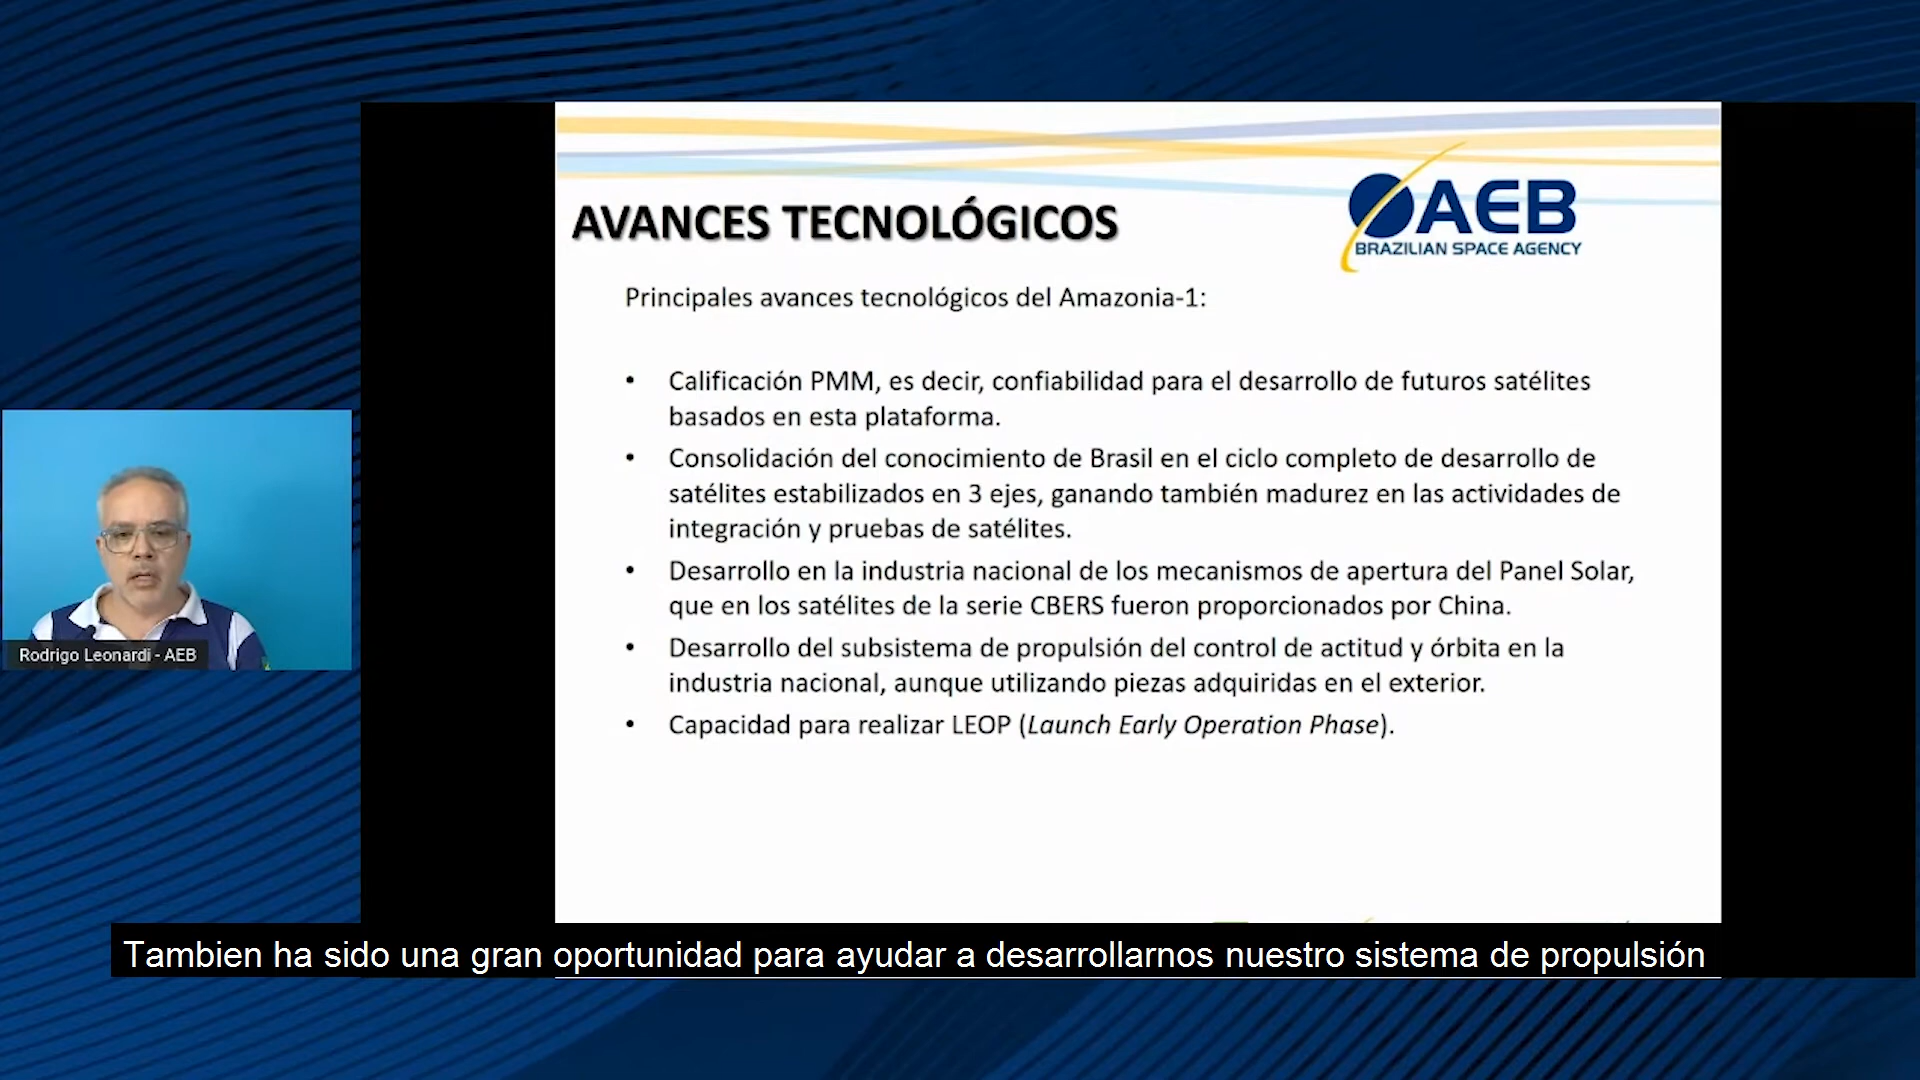 AEB
BRAZILIAN SPACE AGENCY
AVANCES TECNOLÓGICOS
Principales avances tecnológicos del Amazonia-1:
• Calificación PMM, es decir, confiabilidad para el desarrollo de futuros satélites
basados en esta plataforma.
• Consolidación del conocimiento de Brasil en el ciclo completo de desarrollo de
satélites estabilizados en 3 ejes, ganando también madurez en las actividades de
integración y pruebas de satélites.
• Desarrollo en la industria nacional de los mecanismos de apertura del Panel Solar,
que en los satélites de la serie CBERS fueron proporcionados por China.
• Desarrollo del subsistema de propulsión del control de actitud y órbita en la
industria nacional, aunque utilizando piezas adquiridas en el exterior.
• Capacidad para realizar LEOP (Launch Early Operation Phase).
Rodrigo Leonardi - AEB
Tambien ha sido una gran oportunidad para ayudar a desarrollarnos nuestro sistema de propulsión